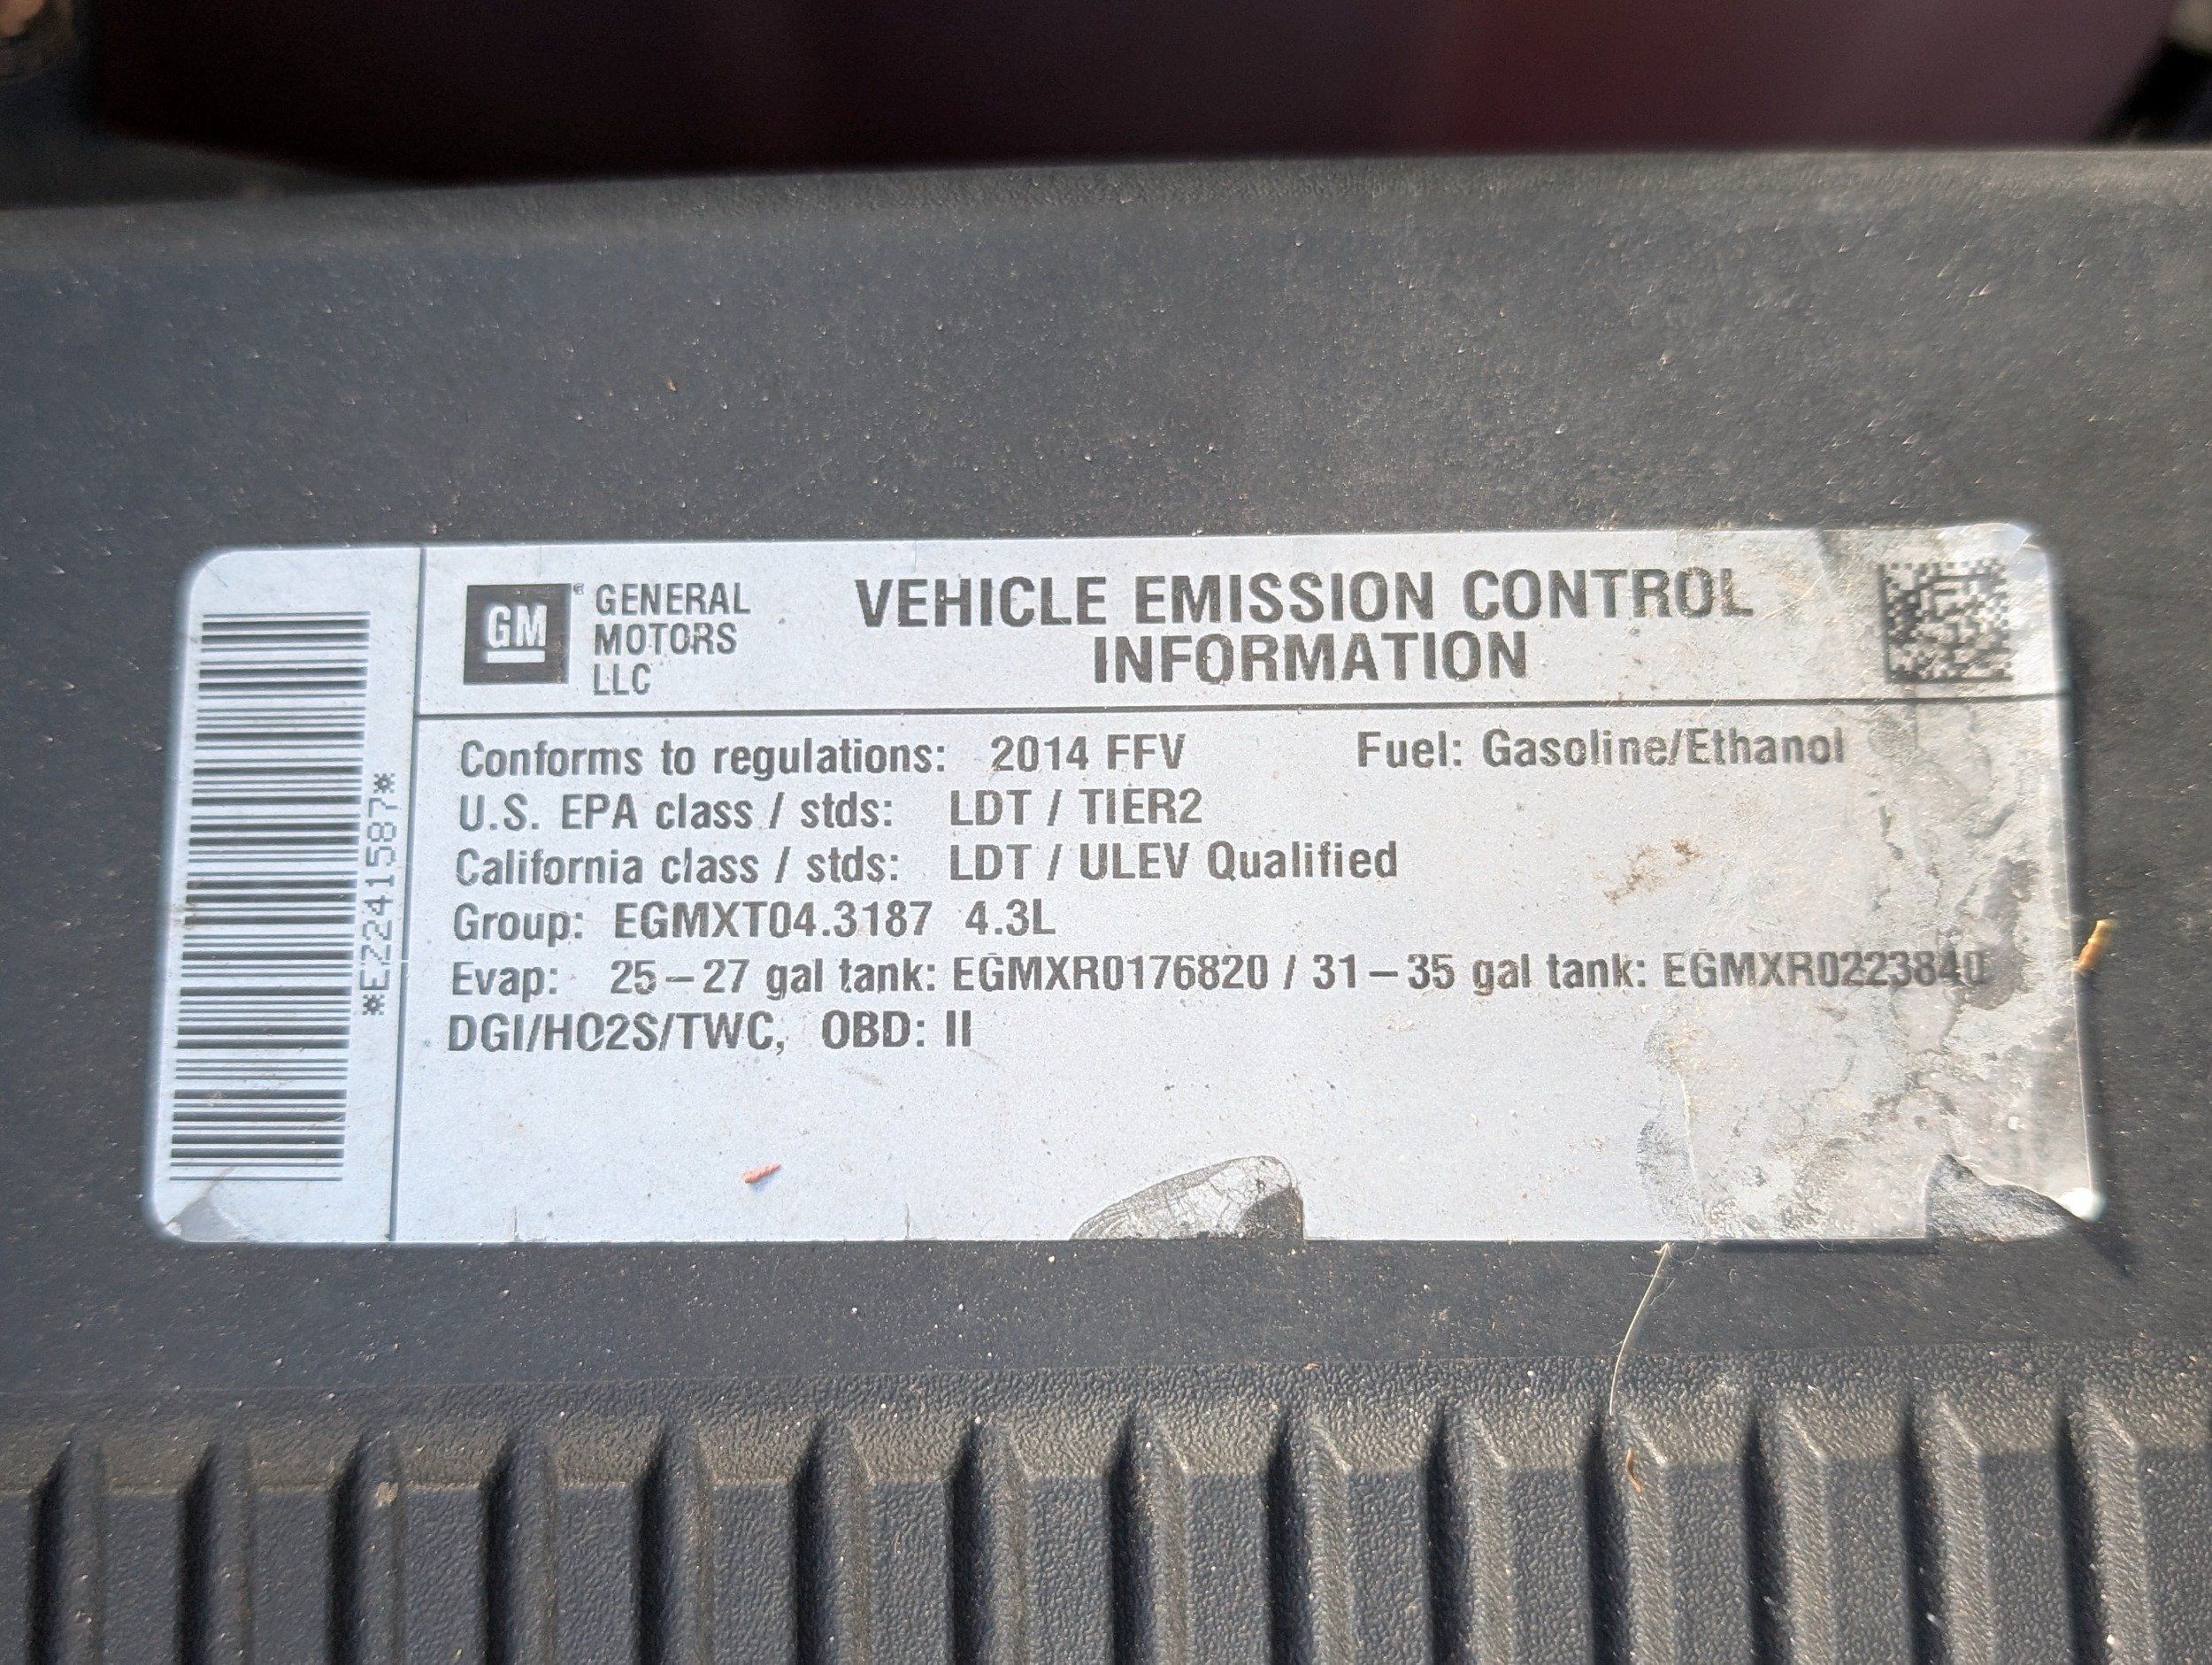 *EZ241587*
GM
GENERAL
MOTORS
LLC
VEHICLE EMISSION CONTROL
INFORMATION
Conforms to regulations: 2014 FFV Fuel: Gasoline/Ethanol
U.S. EPA class / stds: LDT / TIER2
California class / stds: LDT / ULEV Qualified
Group: EGMXT04.3187 4.3L
Evap: 25–27 gal tank: EGMXR0176820 / 31–35 gal tank: EGMXR0223840
DGI/HO2S/TWC, OBD: II